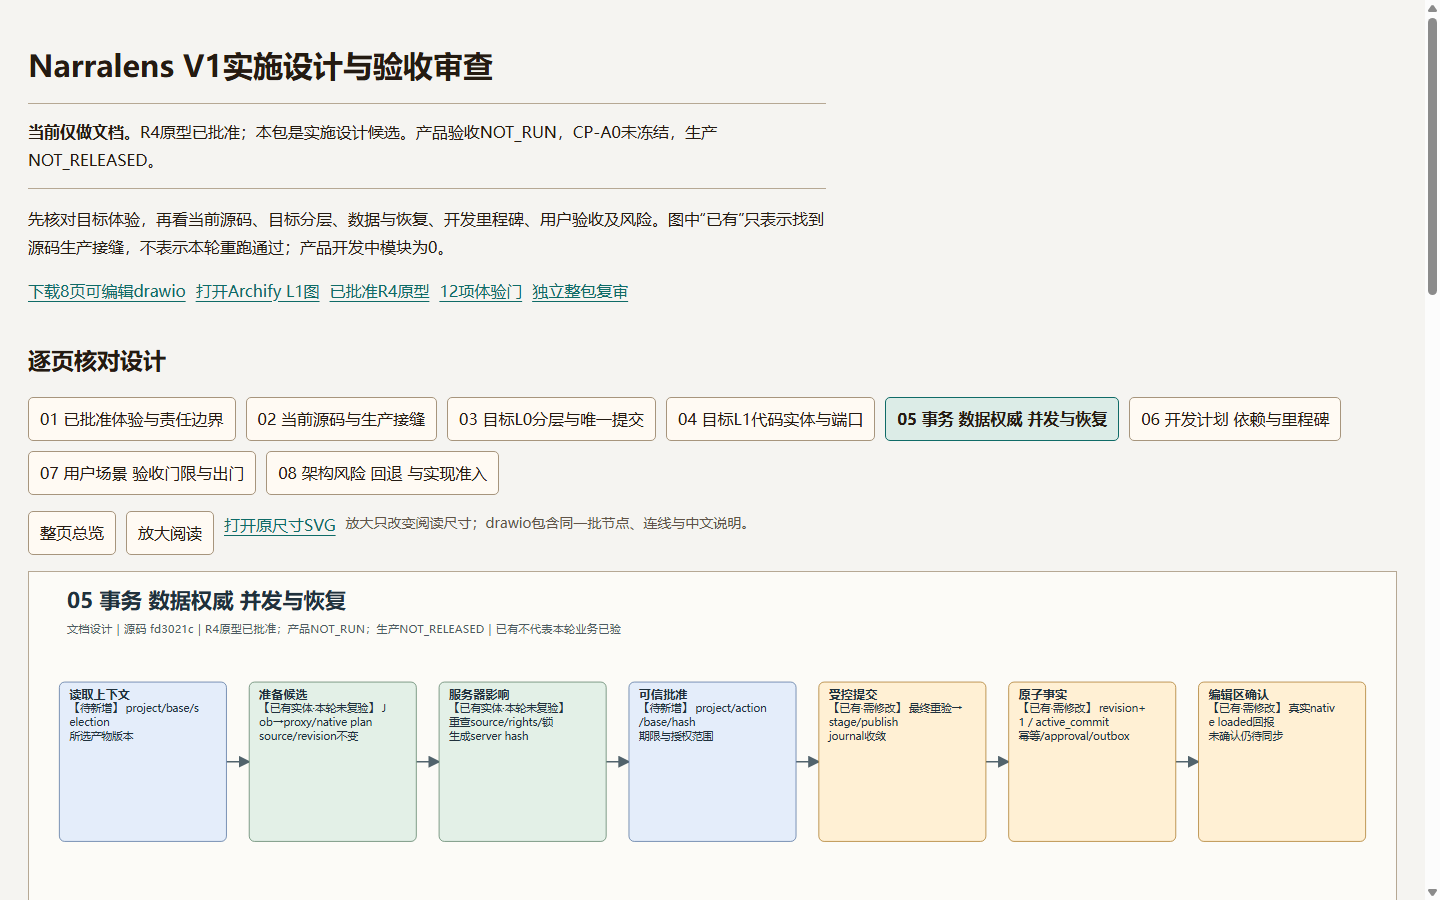 Narralens V1实施设计与验收审查
当前仅做文档。R4原型已批准；本包是实施设计候选。产品验收NOT_RUN，CP-A0未冻结，生产
NOT_RELEASED。
先核对目标体验，再看当前源码、目标分层、数据与恢复、开发里程碑、用户验收及风险。图中“已有”只表示找到
源码生产接缝，不表示本轮重跑通过；产品开发中模块为0。
下载8页可编辑drawio 打开Archify L1图 已批准R4原型 12项体验门 独立整包复审
逐页核对设计
01 已批准体验与责任边界 02 当前源码与生产接缝 03 目标L0分层与唯一提交 04 目标L1代码实体与端口 05 事务 数据权威 并发与恢复 06 开发计划 依赖与里程碑
07 用户场景 验收门限与出门 08 架构风险 回退 与实现准入
整页总览 放大阅读 打开原尺寸SVG 放大只改变阅读尺寸；drawio包含同一批节点、连线与中文说明。
05 事务 数据权威 并发与恢复
文档设计 | 源码 fd3021c | R4原型已批准；产品NOT_RUN；生产NOT_RELEASED | 已有不代表本轮业务已验
读取上下文
【待新增】 project/base/s
election
所选产物版本
准备候选
【已有实体·本轮未复验】 J
ob→proxy/native plan
source/revision不变
服务器影响
【已有实体·本轮未复验】
重查source/rights/锁
生成server hash
可信批准
【待新增】 project/action
/base/hash
期限与授权范围
受控提交
【已有·需修改】 最终重验→
stage/publish
journal收敛
原子事实
【已有·需修改】 revision+
1 / active_commit
幂等/approval/outbox
编辑区确认
【已有·需修改】 真实nativ
e loaded回报
未确认仍待同步